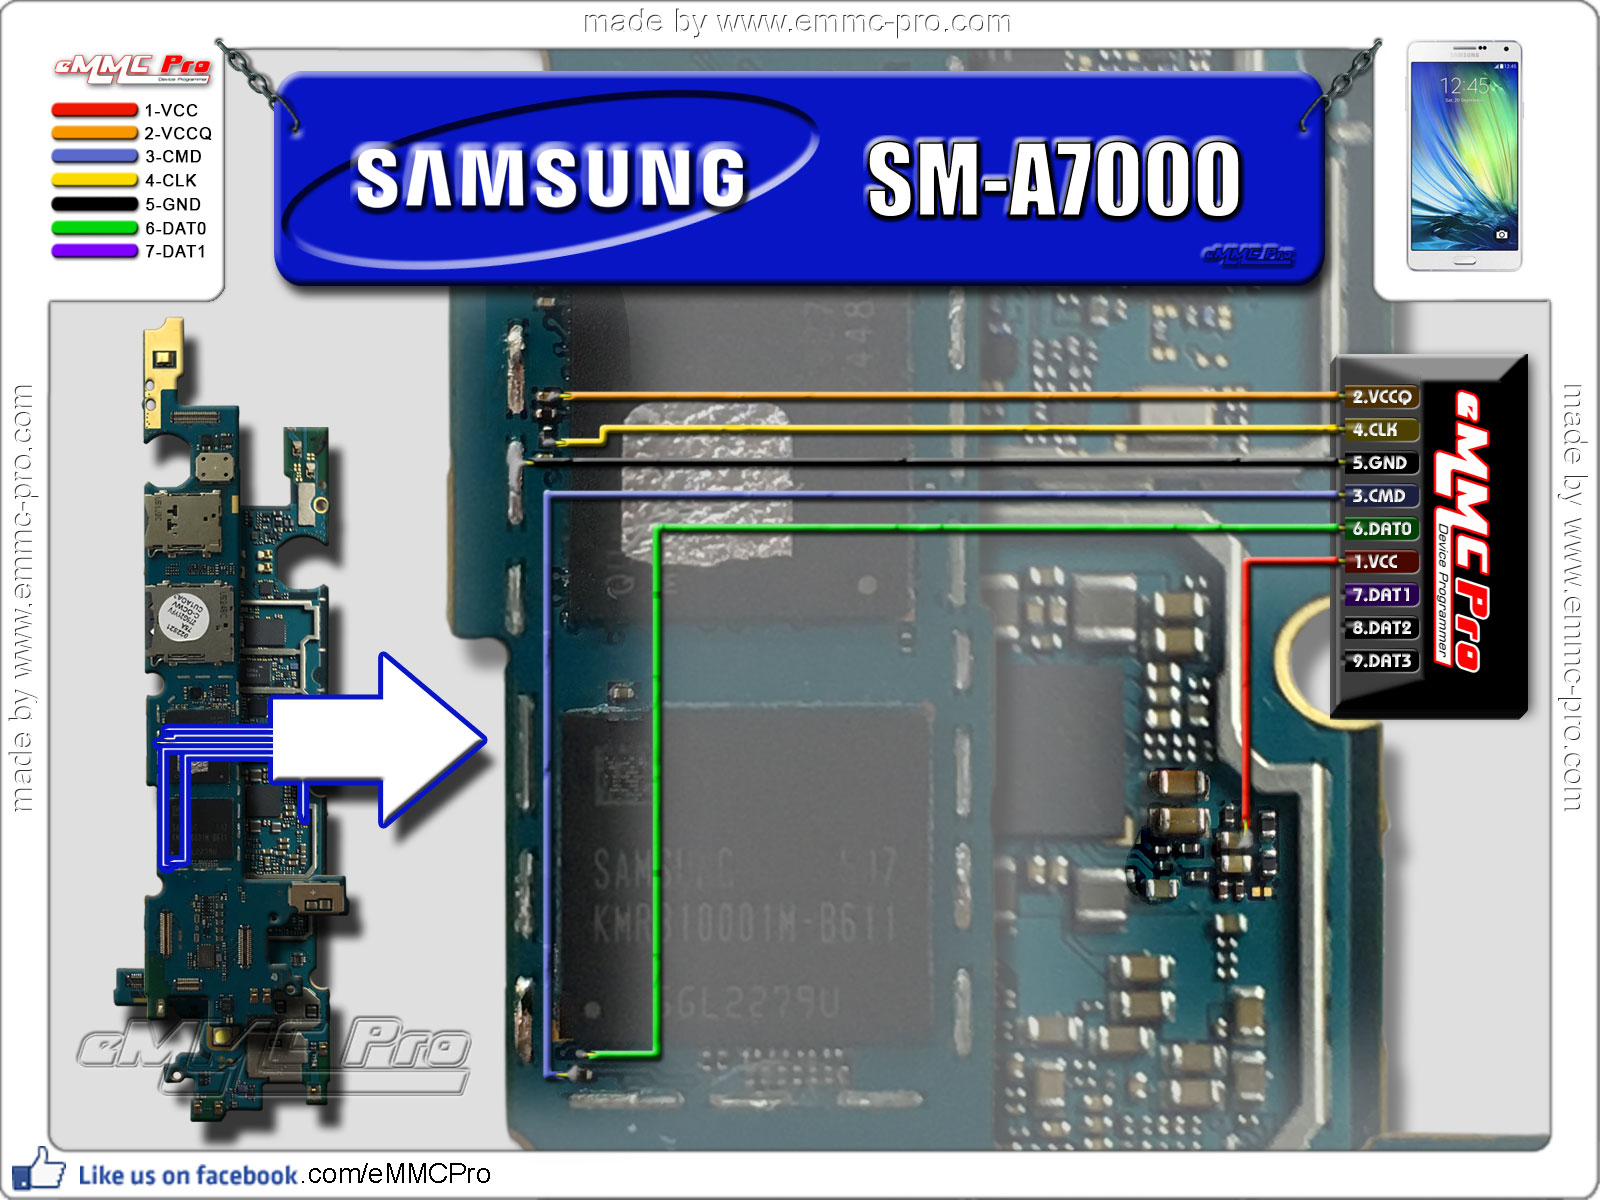 made by www.emmc-pro.com
eMMC Pro
Device Programmer
1-VCC
2-VCCQ
3-CMD
4-CLK
5-GND
6-DAT0
7-DAT1
SAMSUNG
SM-A7000
eMMC Pro
SAMSUNG
12:45
made by www.emmc-pro.com
made by www.emmc-pro.com
448
2.VCCQ
4.CLK
5.GND
3.CMD
6.DAT0
1.VCC
7.DAT1
8.DAT2
9.DAT3
eMMC Pro
Device Programmer
SAMSUNG
KMR310001M-B611
SGL2279U
eMMC Pro
Like us on facebook.com/eMMCPro